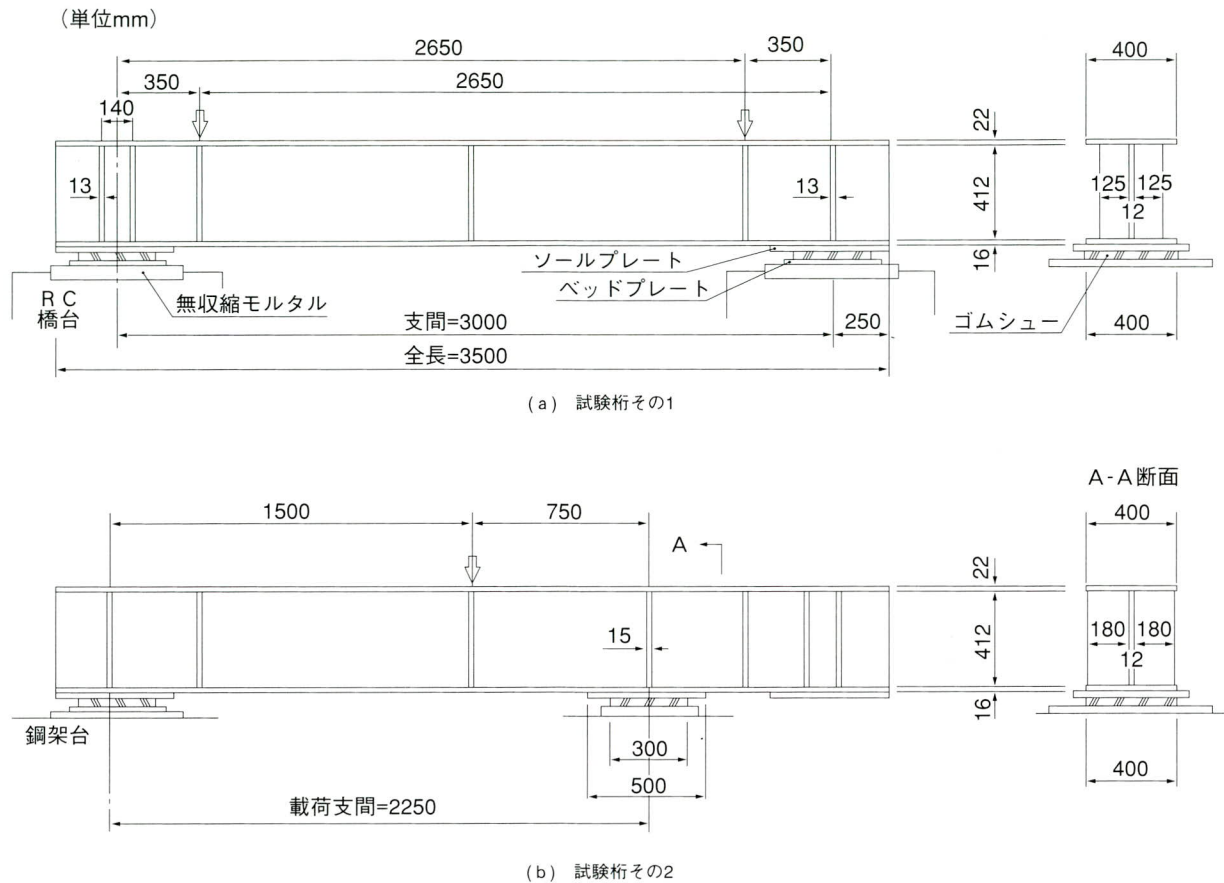 （単位mm）
2650
350
400
350
2650
140
22
13
13
412
125
125
12
16
ソールプレート
ベッドプレート
RC
橋台
無収縮モルタル
支間=3000
250
ゴムシュー
400
全長=3500
(a) 試験桁その1
A-A断面
1500
750
400
A
22
15
412
180
180
12
16
鋼架台
300
400
500
載荷支間=2250
(b) 試験桁その2